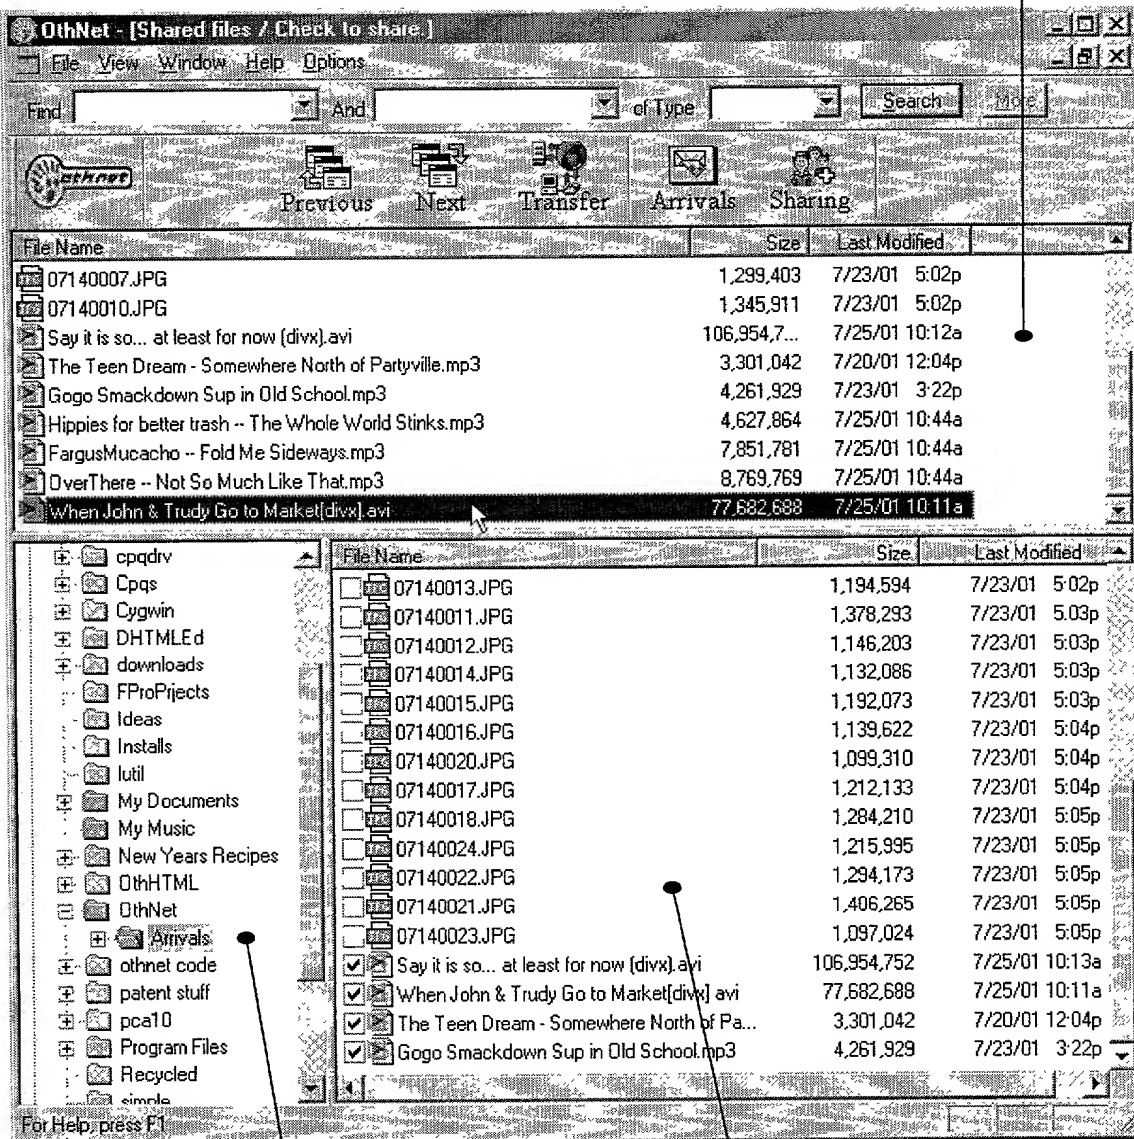 OthNet - [Shared files / Check to share.]
File View Window Help Options
Find And of Type Search More
othnet Previous Next Transfer Arrivals Sharing
File Name Size Last Modified
07140007.JPG 1,299,403 7/23/01 5:02p
07140010.JPG 1,345,911 7/23/01 5:02p
Say it is so... at least for now (divx).avi 106,954,7... 7/25/01 10:12a
The Teen Dream - Somewhere North of Partyville.mp3 3,301,042 7/20/01 12:04p
Gogo Smackdown Sup in Old School.mp3 4,261,929 7/23/01 3:22p
Hippies for better trash -- The Whole World Stinks.mp3 4,627,864 7/25/01 10:44a
FargusMucacho -- Fold Me Sideways.mp3 7,851,781 7/25/01 10:44a
OverThere -- Not So Much Like That.mp3 8,769,769 7/25/01 10:44a
When John & Trudy Go to Market[divx].avi 77,682,688 7/25/01 10:11a
cpqdrv
Cpqs
Cygwin
DHTMLEd
downloads
FProPrjects
Ideas
Installs
lutil
My Documents
My Music
New Years Recipes
OthHTML
OthNet
Arrivals
othnet code
patent stuff
pca10
Program Files
Recycled
simple
File Name Size Last Modified
07140013.JPG 1,194,594 7/23/01 5:02p
07140011.JPG 1,378,293 7/23/01 5:03p
07140012.JPG 1,146,203 7/23/01 5:03p
07140014.JPG 1,132,086 7/23/01 5:03p
07140015.JPG 1,192,073 7/23/01 5:03p
07140016.JPG 1,139,622 7/23/01 5:04p
07140020.JPG 1,099,310 7/23/01 5:04p
07140017.JPG 1,212,133 7/23/01 5:04p
07140018.JPG 1,284,210 7/23/01 5:05p
07140024.JPG 1,215,995 7/23/01 5:05p
07140022.JPG 1,294,173 7/23/01 5:05p
07140021.JPG 1,406,265 7/23/01 5:05p
07140023.JPG 1,097,024 7/23/01 5:05p
Say it is so... at least for now (divx).avi 106,954,752 7/25/01 10:13a
When John & Trudy Go to Market[divx].avi 77,682,688 7/25/01 10:11a
The Teen Dream - Somewhere North of Pa... 3,301,042 7/20/01 12:04p
Gogo Smackdown Sup in Old School.mp3 4,261,929 7/23/01 3:22p
For Help, press F1